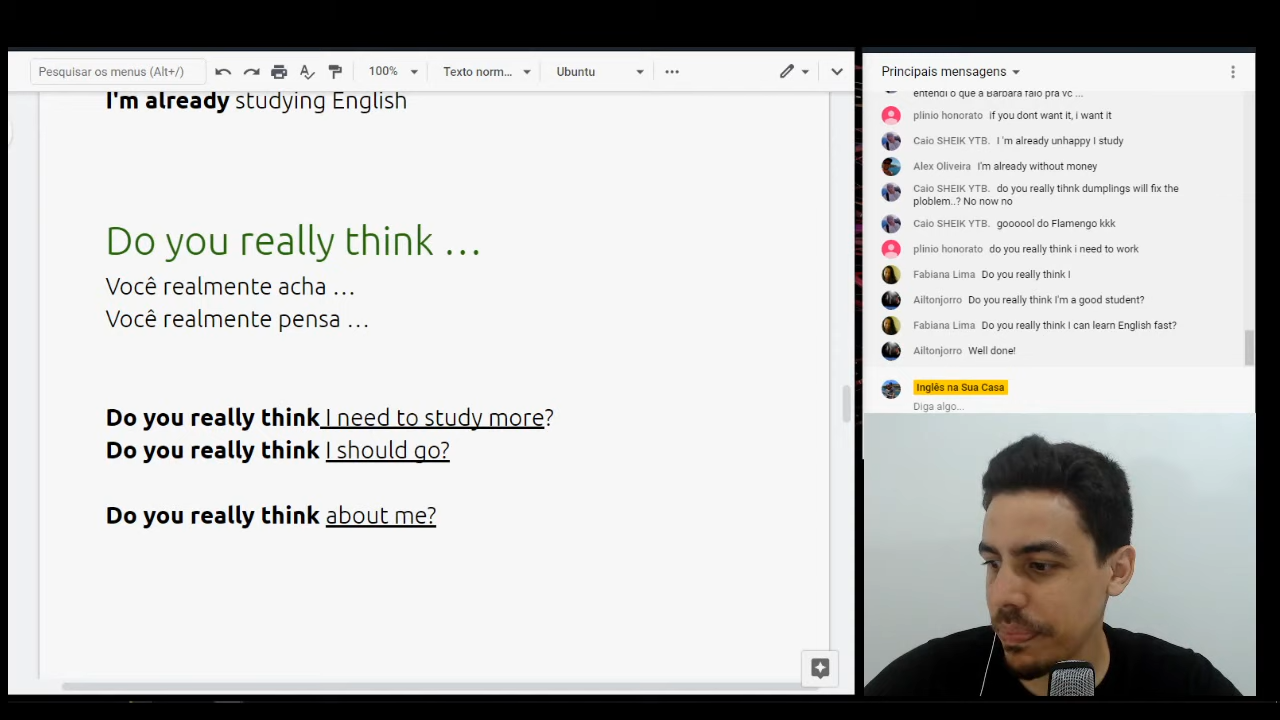 Pesquisar os menus (Alt+/)
100%
Texto norm...
Ubuntu
I'm already studying English
Do you really think …
Você realmente acha …
Você realmente pensa …
Do you really think I need to study more?
Do you really think I should go?
Do you really think about me?
Principais mensagens
entendi o que a Barbara falo pra vc ...
plinio honorato if you dont want it, i want it
Caio SHEIK YTB. I 'm already unhappy I study
Alex Oliveira I'm already without money
Caio SHEIK YTB. do you really tihnk dumplings will fix the
ploblem..? No now no
Caio SHEIK YTB. goooool do Flamengo kkk
plinio honorato do you really think i need to work
Fabiana Lima Do you really think I
Ailtonjorro Do you really think I'm a good student?
Fabiana Lima Do you really think I can learn English fast?
Ailtonjorro Well done!
Inglês na Sua Casa
Diga algo...